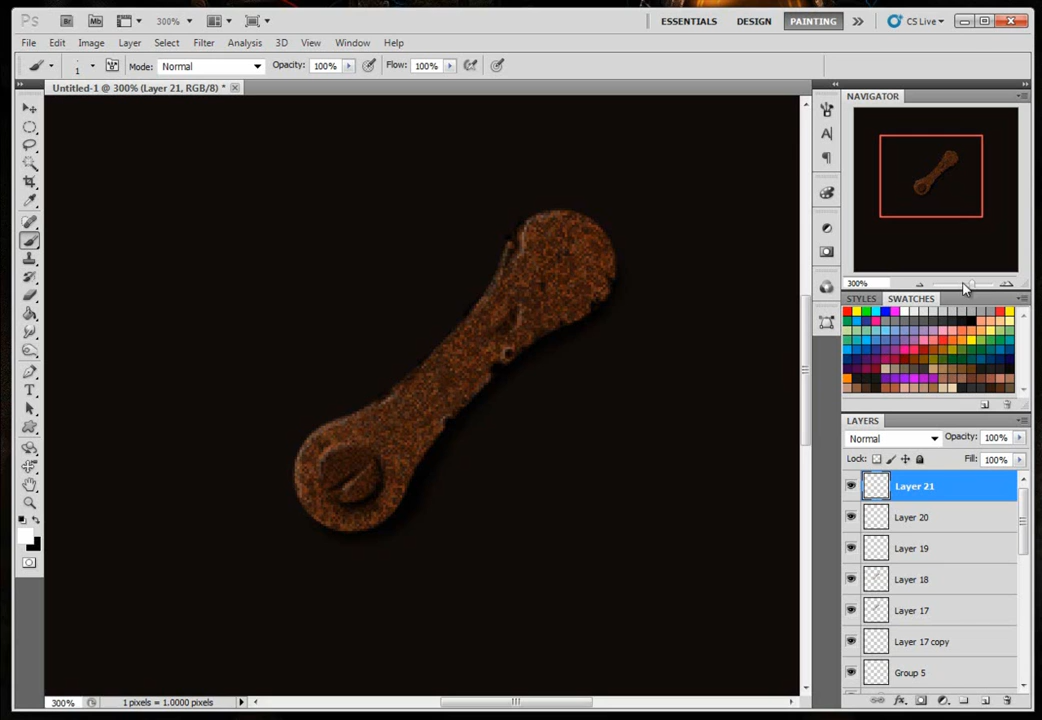 Ps Br Mb 300% ESSENTIALS DESIGN PAINTING CS Live
File Edit Image Layer Select Filter Analysis 3D View Window Help
1 Mode: Normal Opacity: 100% Flow: 100%
Untitled-1 @ 300% (Layer 21, RGB/8) *
NAVIGATOR
300%
STYLES SWATCHES
LAYERS
Normal Opacity: 100%
Lock: Fill: 100%
Layer 21
Layer 20
Layer 19
Layer 18
Layer 17
Layer 17 copy
Group 5
300% 1 pixels = 1.0000 pixels